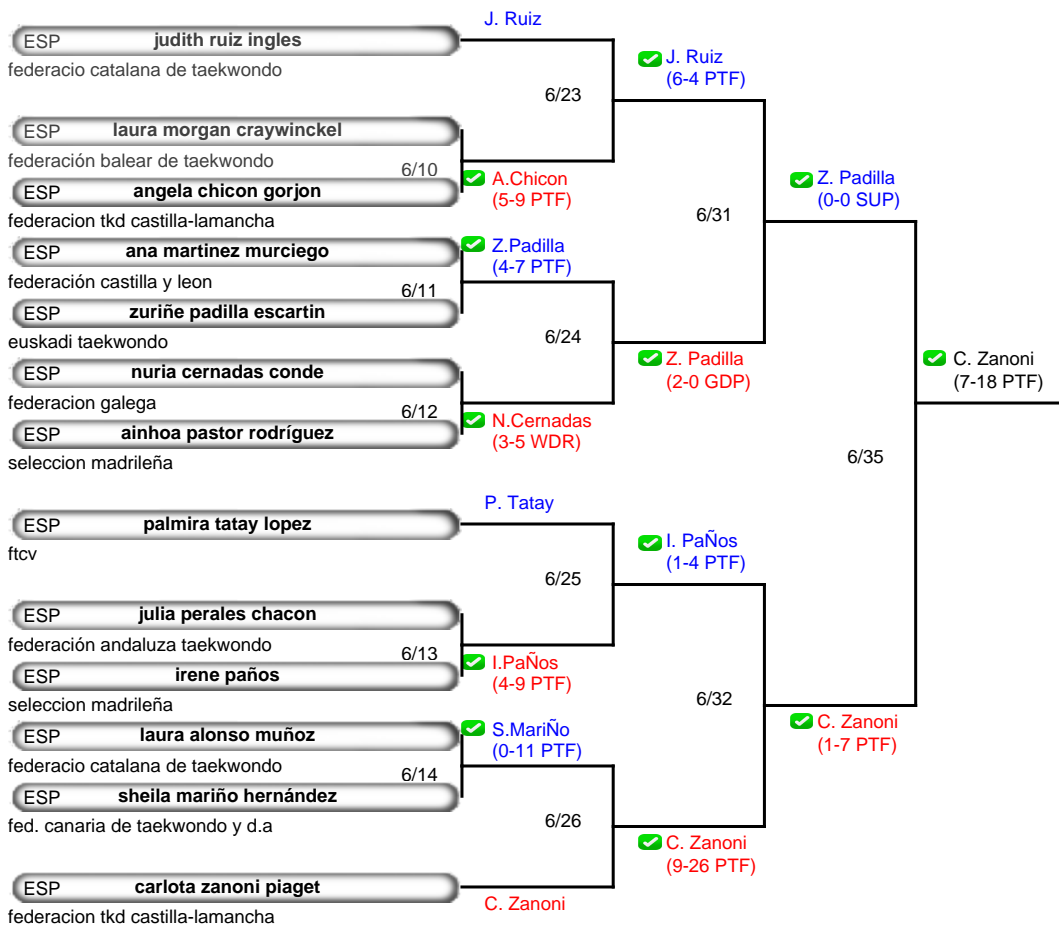 J. Ruiz
ESP judith ruiz ingles
federacio catalana de taekwondo
J. Ruiz
(6-4 PTF)
6/23
ESP laura morgan craywinckel
federación balear de taekwondo
6/10
A.Chicon
(5-9 PTF)
ESP angela chicon gorjon
federacion tkd castilla-lamancha
Z. Padilla
(0-0 SUP)
6/31
ESP ana martinez murciego
federación castilla y leon
Z.Padilla
(4-7 PTF)
6/11
ESP zuriñe padilla escartin
euskadi taekwondo
6/24
Z. Padilla
(2-0 GDP)
ESP nuria cernadas conde
federacion galega
6/12
N.Cernadas
(3-5 WDR)
ESP ainhoa pastor rodríguez
seleccion madrileña
C. Zanoni
(7-18 PTF)
6/35
P. Tatay
ESP palmira tatay lopez
ftcv
I. PaÑos
(1-4 PTF)
6/25
ESP julia perales chacon
federación andaluza taekwondo
6/13
I.PaÑos
(4-9 PTF)
ESP irene paños
seleccion madrileña
6/32
C. Zanoni
(1-7 PTF)
ESP laura alonso muñoz
federacio catalana de taekwondo
S.MariÑo
(0-11 PTF)
6/14
ESP sheila mariño hernández
fed. canaria de taekwondo y d.a
6/26
C. Zanoni
(9-26 PTF)
ESP carlota zanoni piaget
federacion tkd castilla-lamancha
C. Zanoni